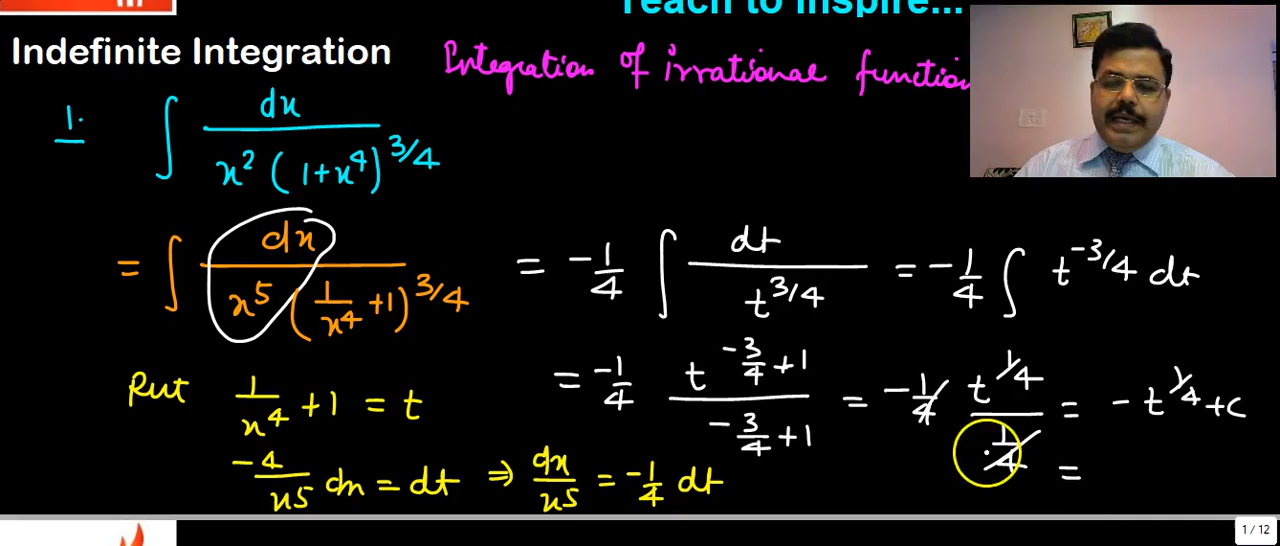 Teach to Inspire...
Indefinite Integration
Integration of irrational function
1. ∫ dx / x² (1+x⁴)^3/4
= ∫ dx / x⁵ (1/x⁴ +1)^3/4
Put 1/x⁴ +1 = t
-4/x5 dx = dt ⇒ dx/x5 = -1/4 dt
= -1/4 ∫ dt / t^3/4 = -1/4 ∫ t^-3/4 dt
= -1/4 t^(-3/4 +1) / (-3/4 +1) = -1/4 t^1/4 / (1/4) = - t^1/4 + c
=
1 / 12